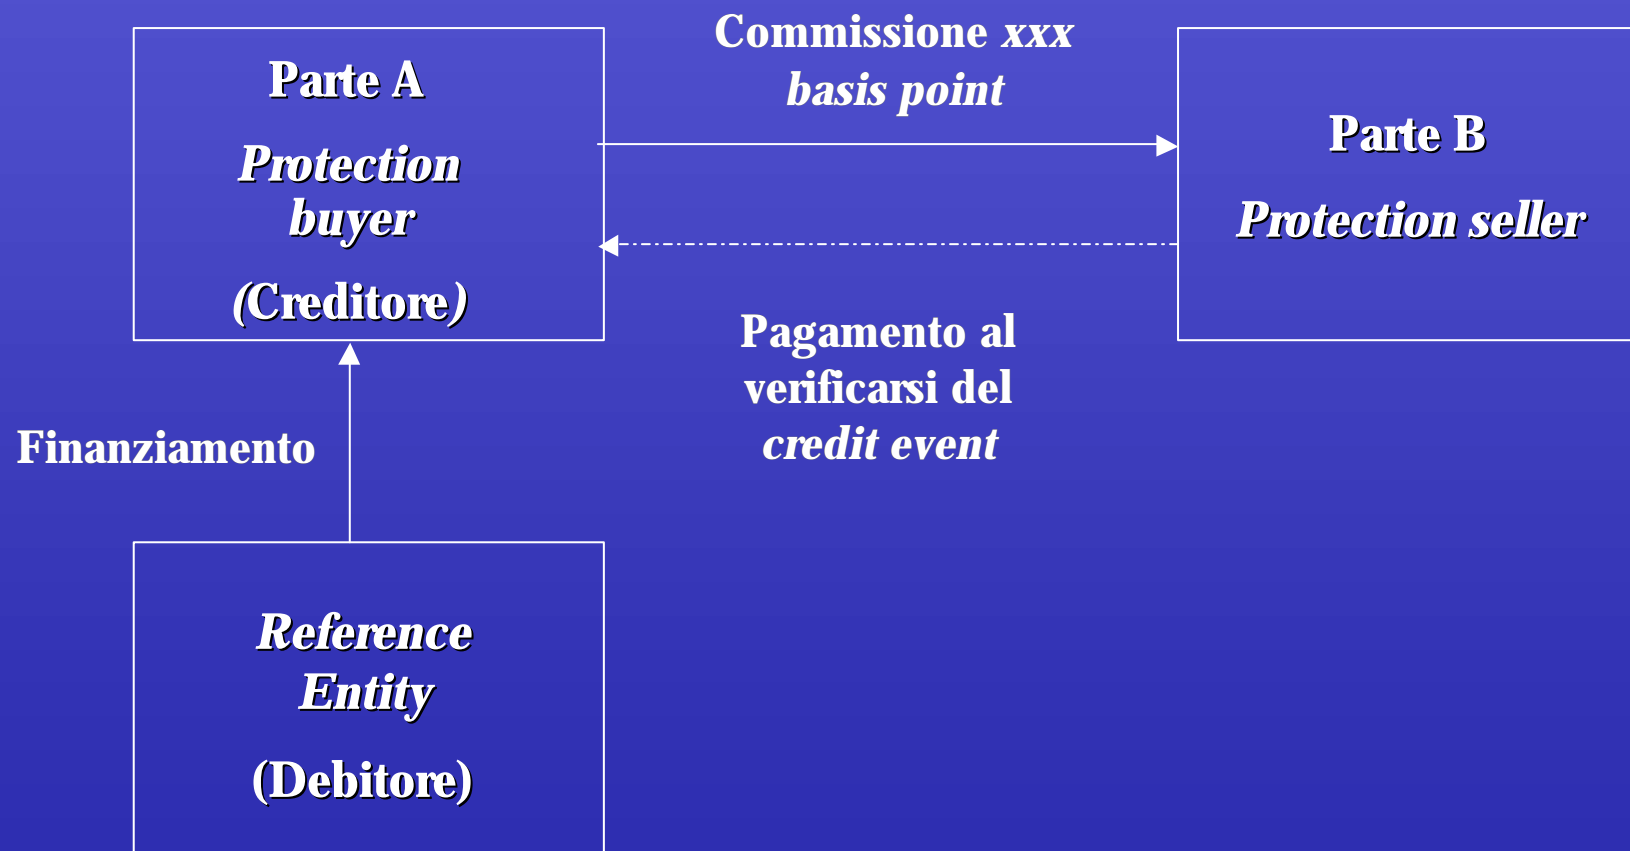 Parte A
Protection
buyer
(Creditore)
Commissione xxx
basis point
Parte B
Protection seller
Pagamento al
verificarsi del
credit event
Finanziamento
Reference
Entity
(Debitore)